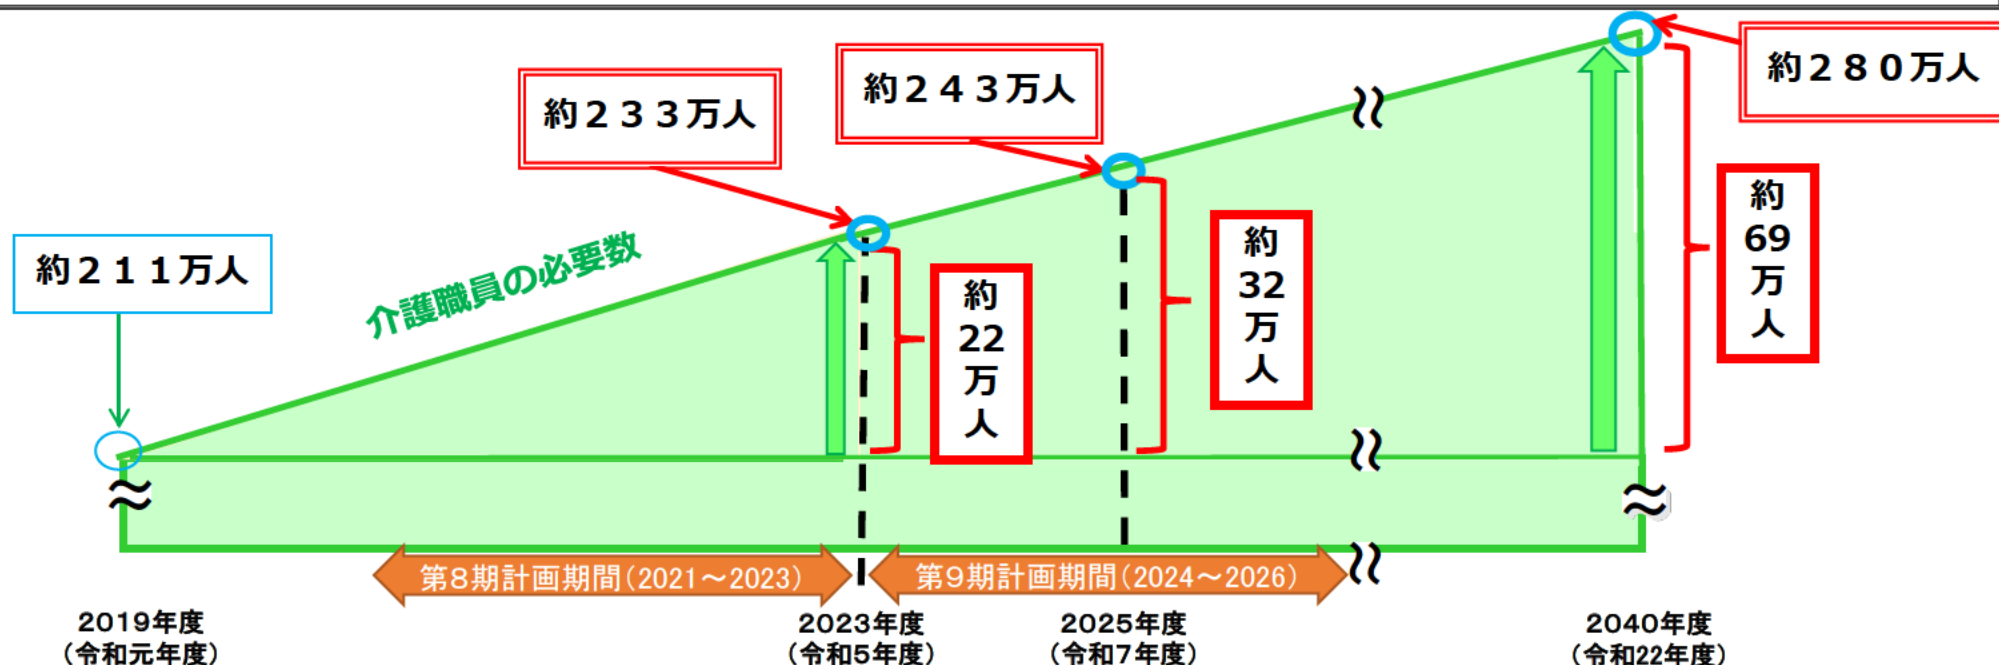 約２８０万人
約２４３万人
約２３３万人
約２１１万人
介護職員の必要数
約
22
万
人
約
32
万
人
約
69
万
人
第８期計画期間（2021～2023）
第９期計画期間（2024～2026）
2019年度
（令和元年度）
2023年度
（令和5年度）
2025年度
（令和7年度）
2040年度
（令和22年度）